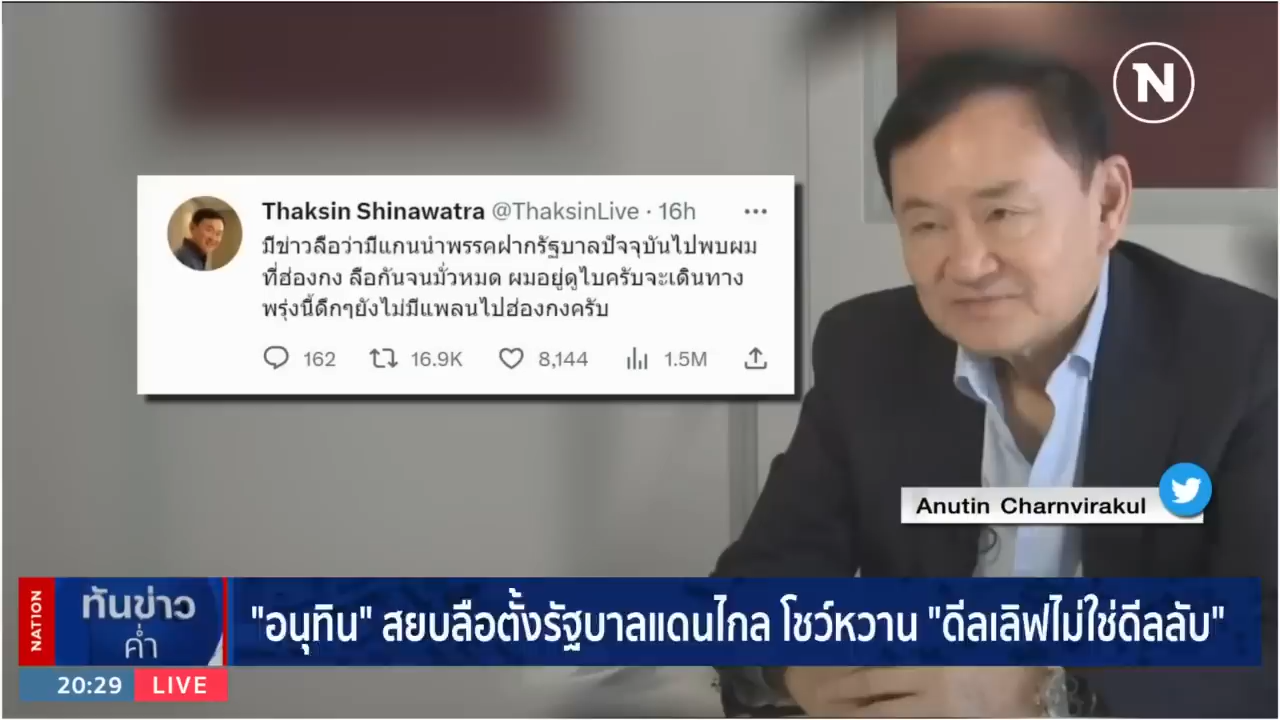 N
Thaksin Shinawatra @ThaksinLive · 16h
มีข่าวลือว่ามีแกนนำพรรคฝากรัฐบาลปัจจุบันไปพบผม
ที่ฮ่องกง ลือกันจนมั่วหมด ผมอยู่ดูไบครับจะเดินทาง
พรุ่งนี้ดึกๆยังไม่มีแพลนไปฮ่องกงครับ
162 16.9K 8,144 1.5M
Anutin Charnvirakul
NATION
ทันข่าว
ค่ำ
"อนุทิน" สยบลือตั้งรัฐบาลแดนไกล โชว์หวาน "ดีลเลิฟไม่ใช่ดีลลับ"
20:29 LIVE